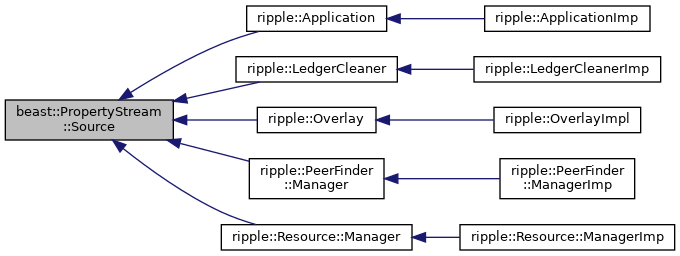 ripple::Application
ripple::ApplicationImp
ripple::LedgerCleaner
ripple::LedgerCleanerImp
beast::PropertyStream
::Source
ripple::Overlay
ripple::OverlayImpl
ripple::PeerFinder
::Manager
ripple::PeerFinder
::ManagerImp
ripple::Resource::Manager
ripple::Resource::ManagerImp